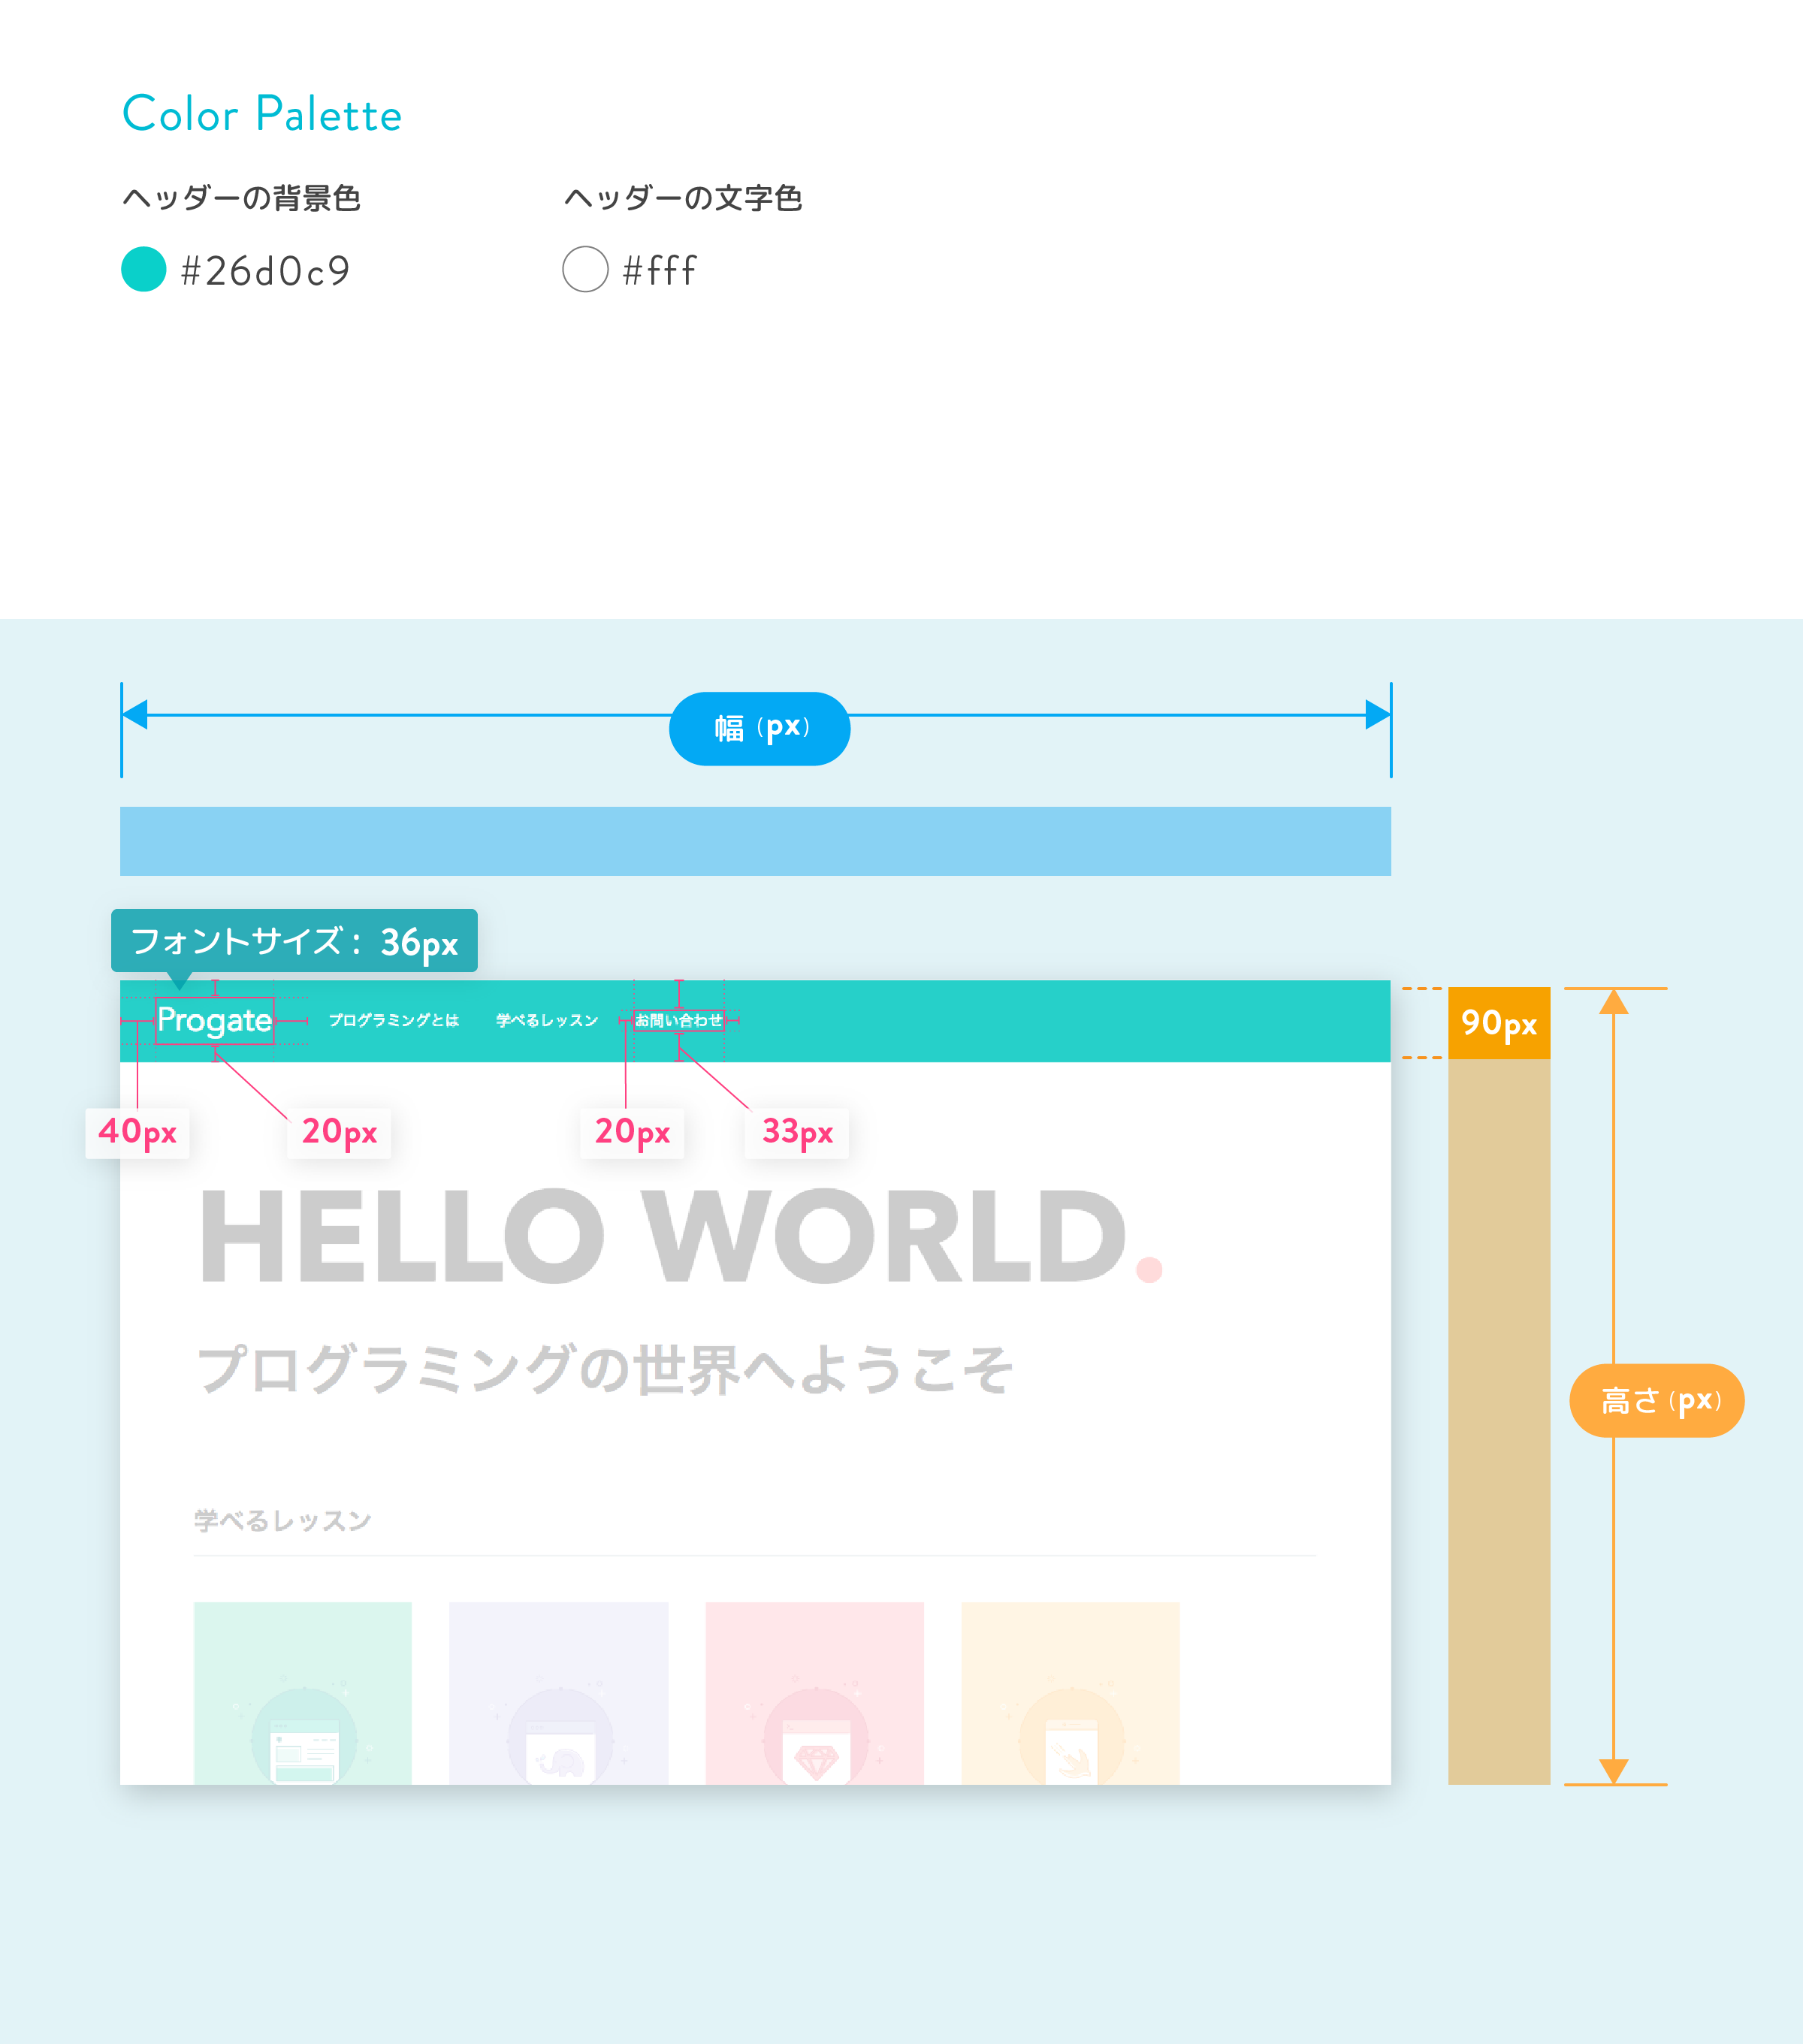 Color Palette
ヘッダーの背景色
ヘッダーの文字色
#26d0c9
#fff
幅 (px)
フォントサイズ： 36px
Progate
プログラミングとは
学べるレッスン
お問い合わせ
90px
40px
20px
20px
33px
HELLO WORLD.
プログラミングの世界へようこそ
高さ (px)
学べるレッスン